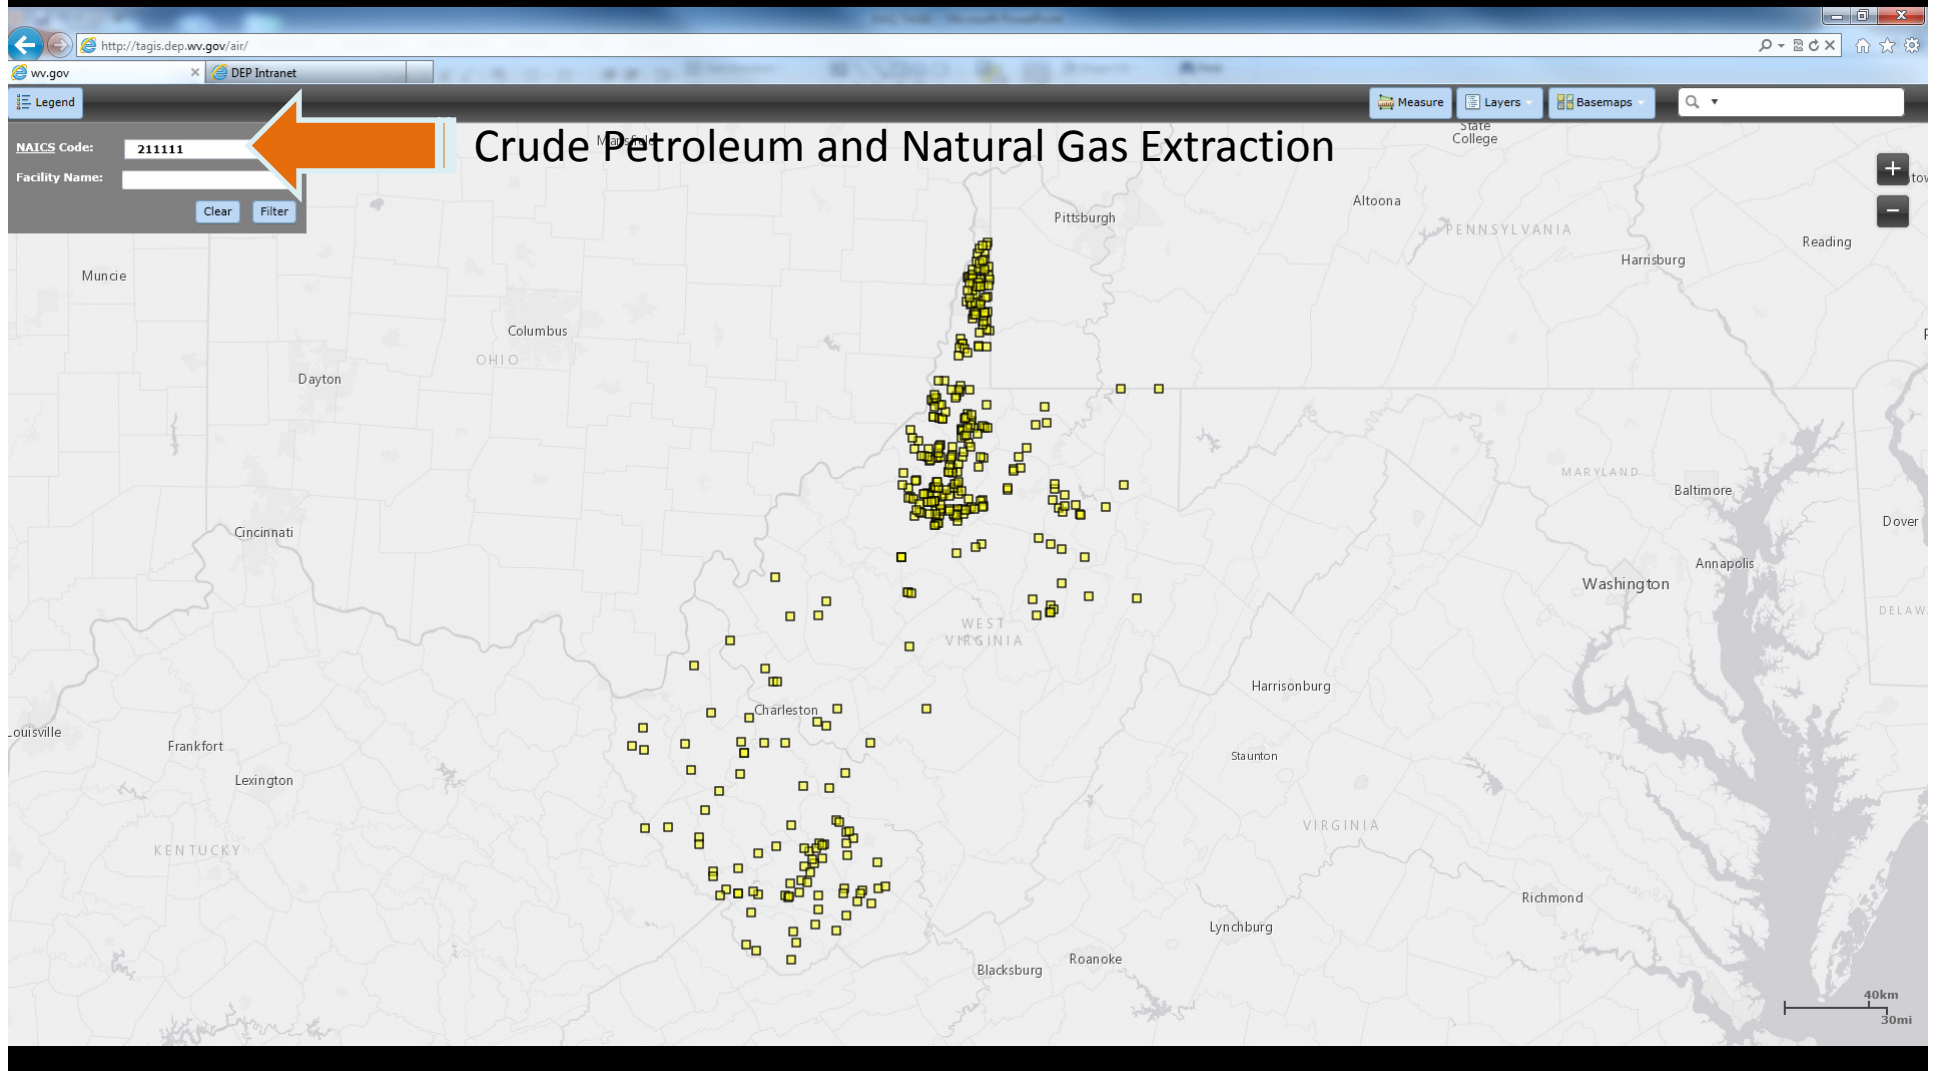 http://tagis.dep.wv.gov/air/
wv.gov
DEP Intranet
Legend
Measure
Layers
Basemaps
NAICS Code: 211111
Crude Petroleum and Natural Gas Extraction
Facility Name:
Clear Filter
State
College
Altoona
Pittsburgh
PENNSYLVANIA
Reading
Harrisburg
Muncie
Columbus
OHIO
Dayton
MARYLAND
Baltimore
Dover
Cincinnati
Annapolis
Washington
DELAW
WEST
VIRGINIA
Harrisonburg
Charleston
ouisville
Frankfort
Staunton
Lexington
VIRGINIA
KENTUCKY
Richmond
Lynchburg
Roanoke
Blacksburg
40km
30mi